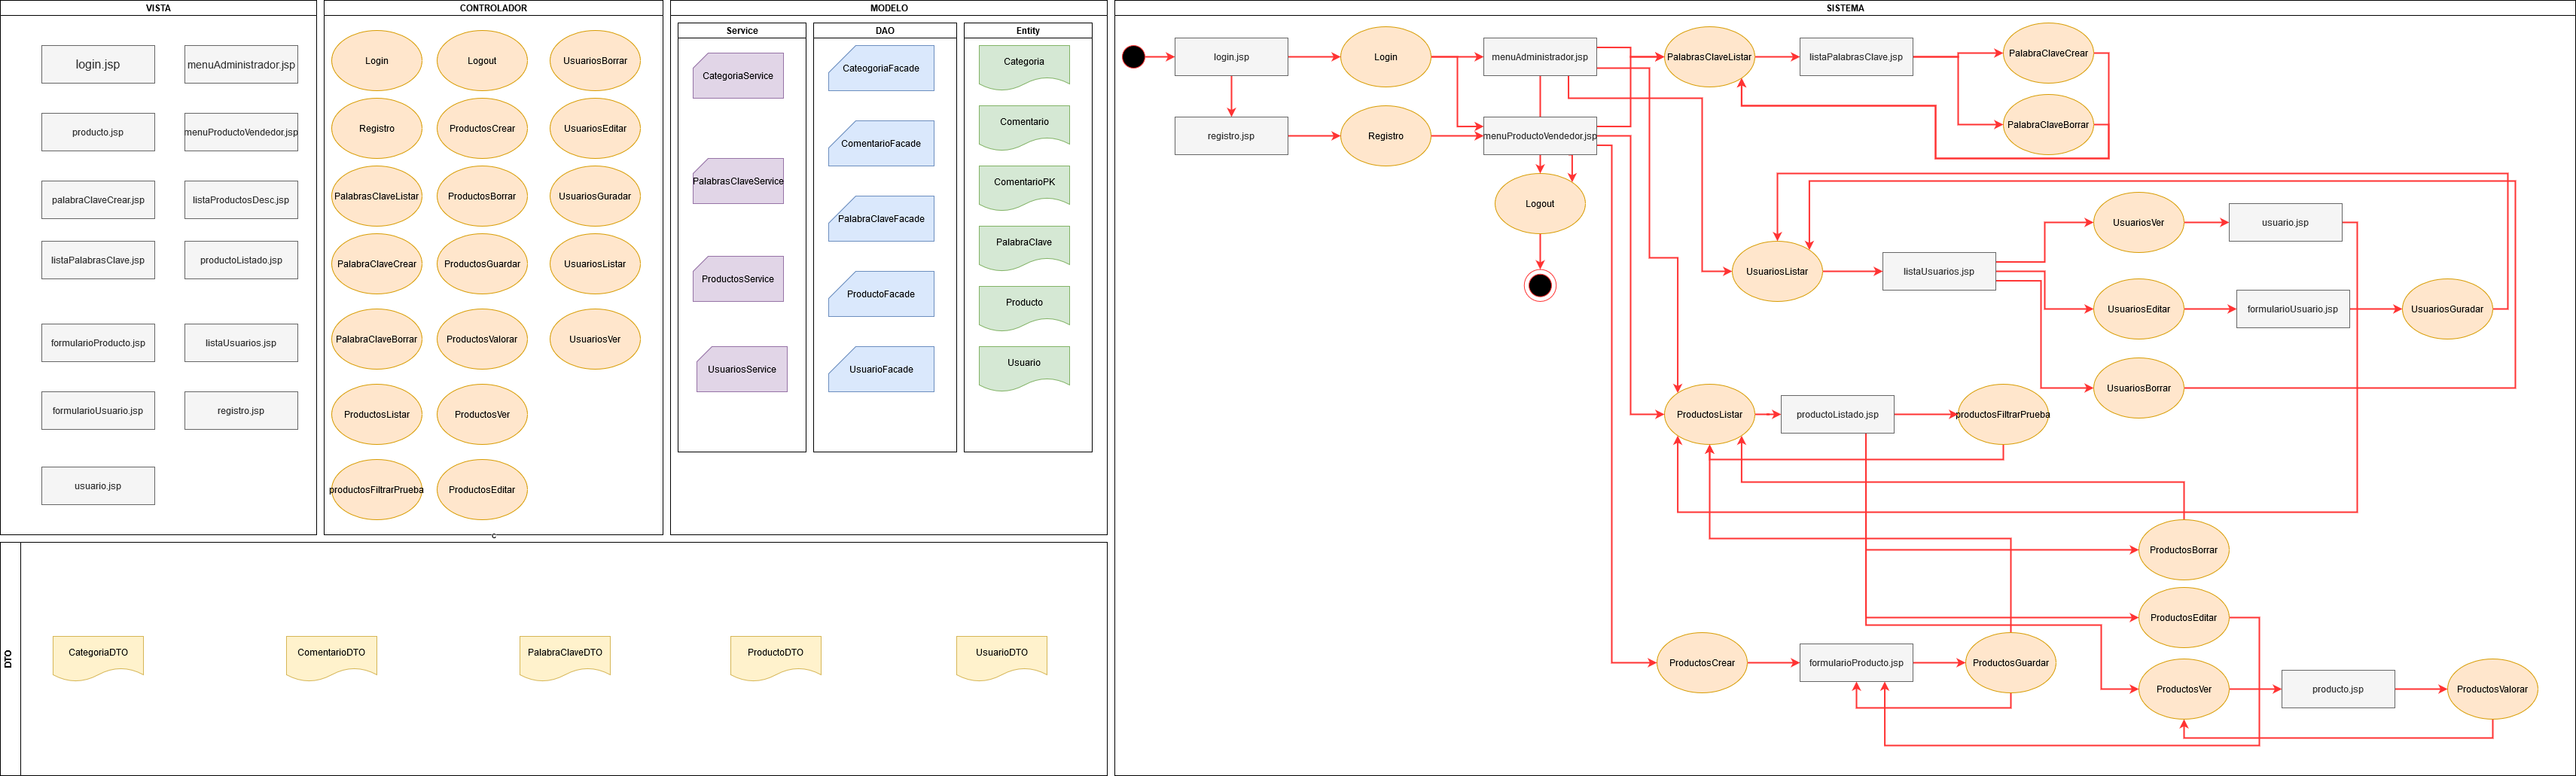 VISTA
login.jsp
menuAdministrador.jsp
producto.jsp
menuProductoVendedor.jsp
palabraClaveCrear.jsp
listaProductosDesc.jsp
listaPalabrasClave.jsp
productoListado.jsp
formularioProducto.jsp
listaUsuarios.jsp
formularioUsuario.jsp
registro.jsp
usuario.jsp
CONTROLADOR
Login
Logout
UsuariosBorrar
Registro
ProductosCrear
UsuariosEditar
PalabrasClaveListar
ProductosBorrar
UsuariosGuradar
PalabraClaveCrear
ProductosGuardar
UsuariosListar
PalabraClaveBorrar
ProductosValorar
UsuariosVer
ProductosListar
ProductosVer
productosFiltrarPrueba
ProductosEditar
c
MODELO
Service
CategoriaService
PalabrasClaveService
ProductosService
UsuariosService
DAO
CateogoriaFacade
ComentarioFacade
PalabraClaveFacade
ProductoFacade
UsuarioFacade
Entity
Categoria
Comentario
ComentarioPK
PalabraClave
Producto
Usuario
DTO
CategoriaDTO
ComentarioDTO
PalabraClaveDTO
ProductoDTO
UsuarioDTO
SISTEMA
login.jsp
Login
menuAdministrador.jsp
PalabrasClaveListar
listaPalabrasClave.jsp
PalabraClaveCrear
PalabraClaveBorrar
registro.jsp
Registro
menuProductoVendedor.jsp
Logout
UsuariosListar
listaUsuarios.jsp
UsuariosVer
usuario.jsp
UsuariosEditar
formularioUsuario.jsp
UsuariosGuradar
UsuariosBorrar
ProductosListar
productoListado.jsp
productosFiltrarPrueba
ProductosBorrar
ProductosEditar
ProductosCrear
formularioProducto.jsp
ProductosGuardar
ProductosVer
producto.jsp
ProductosValorar